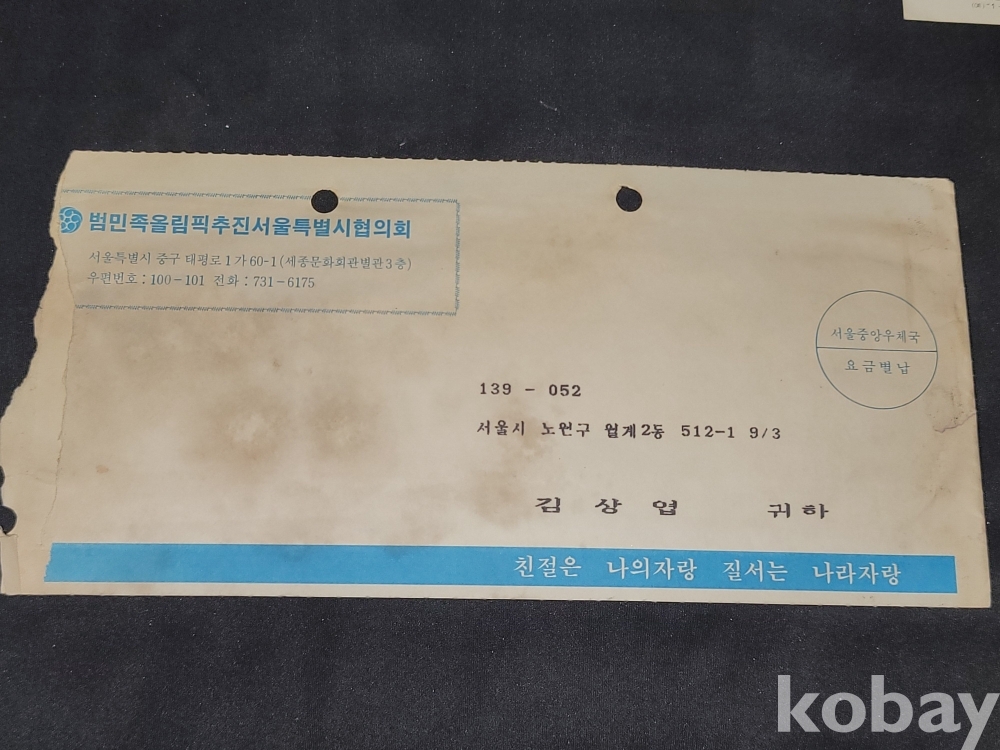 범민족올림픽추진서울특별시협의회
서울특별시 중구 태평로 1 가 60-1 (세종문화회관별관 3 층)
우편번호 : 100-101 전화 : 731-6175
서울중앙우체국
요금별납
139 - 052
서울시 노원구 월계2동 512-1 9/3
김 상 엽 귀하
친절은 나의자랑 질서는 나라자랑
kobay